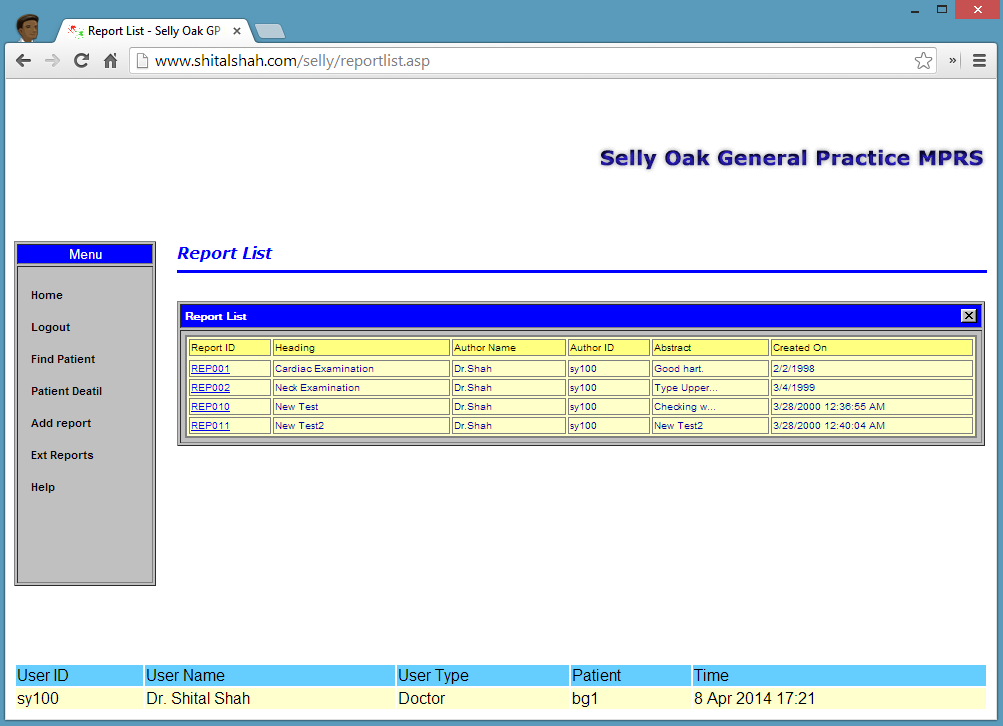 Report List - Selly Oak GP
www.shitalshah.com/selly/reportlist.asp
Selly Oak General Practice MPRS
Menu
Home
Logout
Find Patient
Patient Deatil
Add report
Ext Reports
Help
Report List
Report List
Report ID Heading Author Name Author ID Abstract Created On
REP001 Cardiac Examination Dr.Shah sy100 Good hart. 2/2/1998
REP002 Neck Examination Dr.Shah sy100 Type Upper... 3/4/1999
REP010 New Test Dr.Shah sy100 Checking w... 3/28/2000 12:36:55 AM
REP011 New Test2 Dr.Shah sy100 New Test2 3/28/2000 12:40:04 AM
User ID User Name User Type Patient Time
sy100 Dr. Shital Shah Doctor bg1 8 Apr 2014 17:21